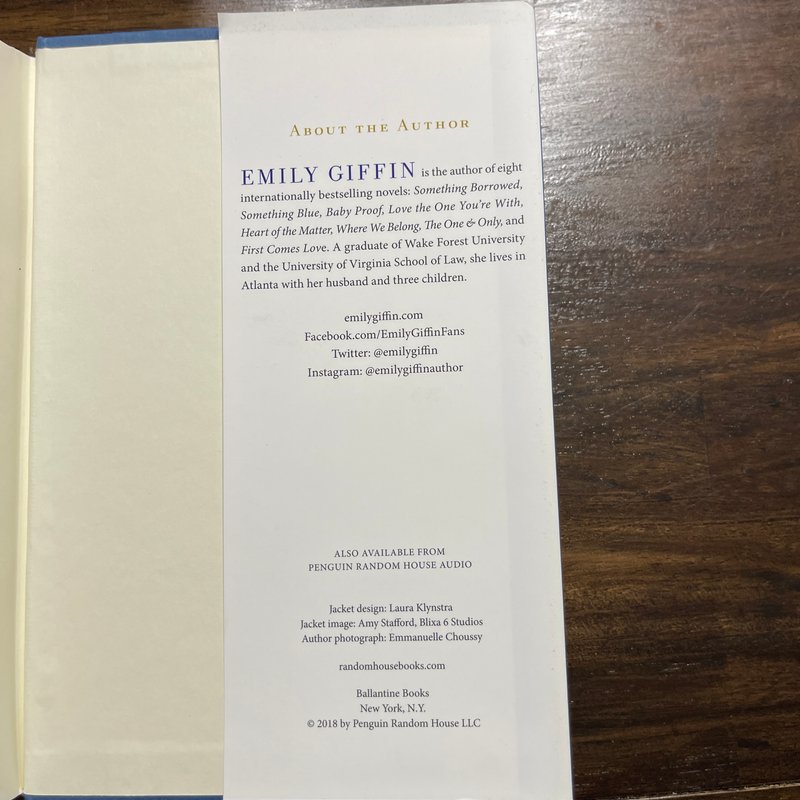 ABOUT THE AUTHOR
EMILY GIFFIN is the author of eight
internationally bestselling novels: Something Borrowed,
Something Blue, Baby Proof, Love the One You're With,
Heart of the Matter, Where We Belong, The One & Only, and
First Comes Love. A graduate of Wake Forest University
and the University of Virginia School of Law, she lives in
Atlanta with her husband and three children.
emilygiffin.com
Facebook.com/EmilyGiffinFans
Twitter: @emilygiffin
Instagram: @emilygiffinauthor
ALSO AVAILABLE FROM
PENGUIN RANDOM HOUSE AUDIO
Jacket design: Laura Klynstra
Jacket image: Amy Stafford, Blixa 6 Studios
Author photograph: Emmanuelle Choussy
randomhousebooks.com
Ballantine Books
New York, N.Y.
© 2018 by Penguin Random House LLC